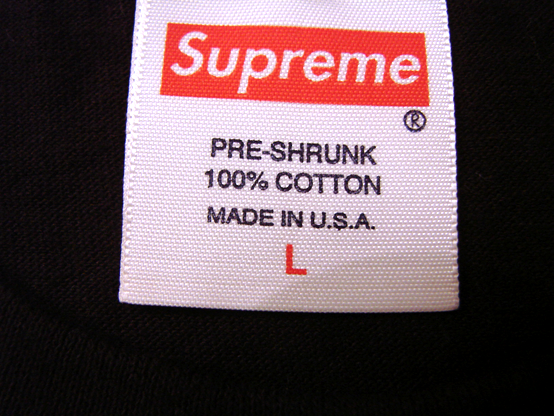 Supreme
®
PRE-SHRUNK
100% COTTON
MADE IN U.S.A.
L